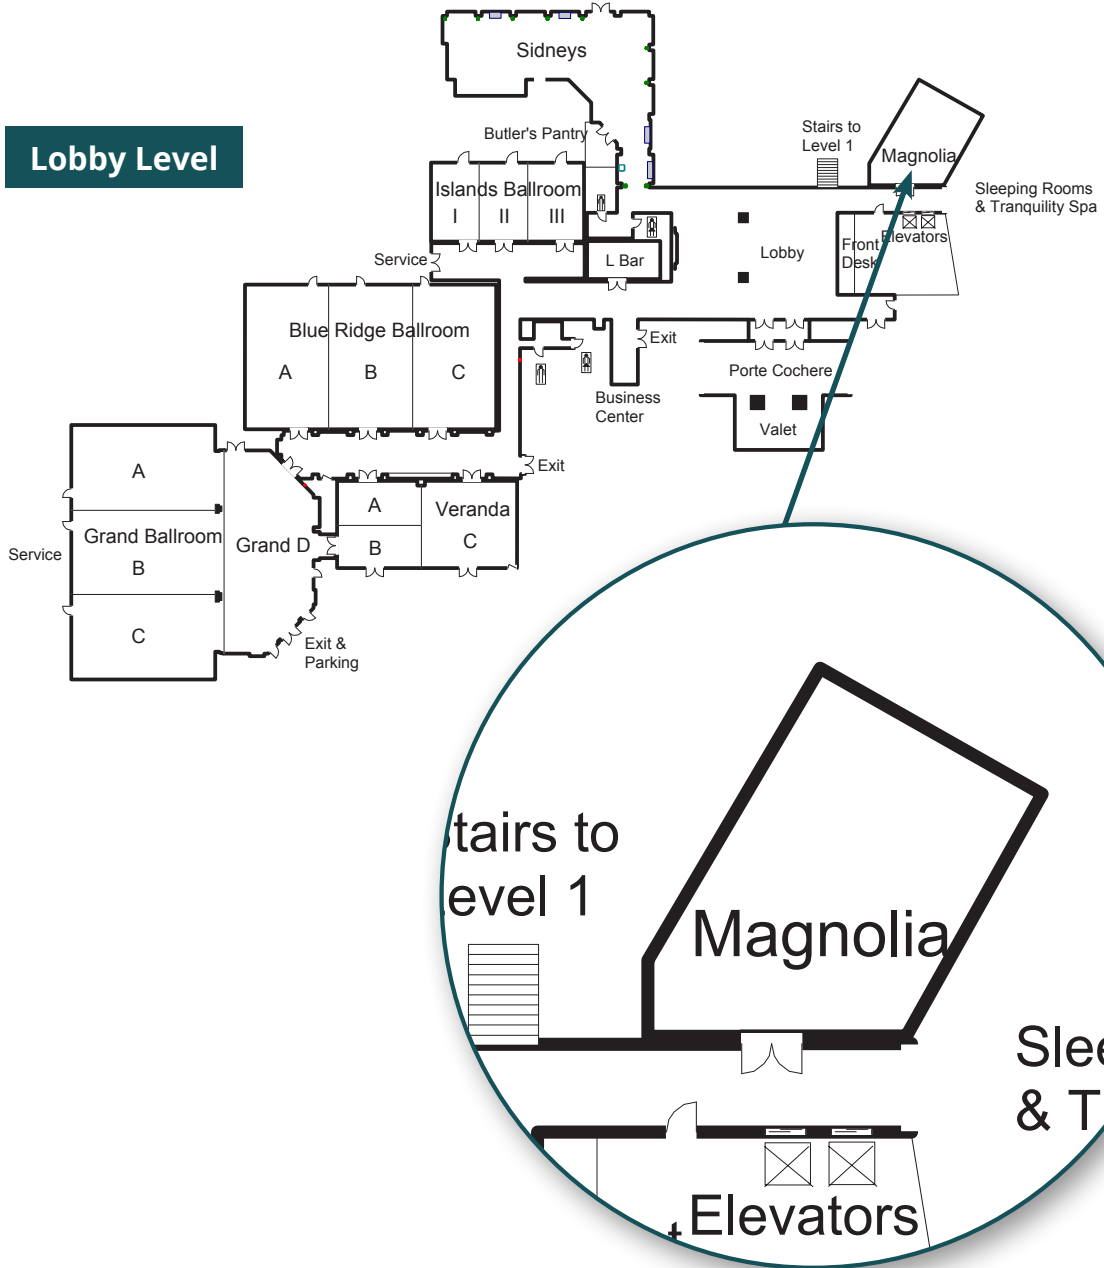 Lobby Level
Sidneys
Butler's Pantry
Stairs to
Level 1
Magnolia
Sleeping Rooms
& Tranquility Spa
Islands Ballroom
I II III
Service
L Bar
Lobby
Front
Desk
Elevators
Blue Ridge Ballroom
A B C
Exit
Business
Center
Porte Cochere
Valet
Exit
A
Grand Ballroom
B
C
Service
Grand D
A
B
Veranda
C
Exit &
Parking
tairs to
evel 1
Magnolia
Slee
& T
Elevators